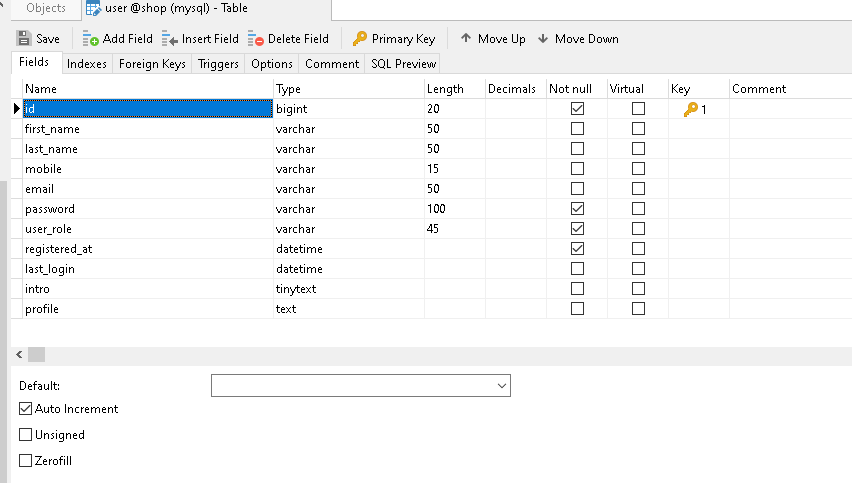 Objects user @shop (mysql) - Table
Save Add Field Insert Field Delete Field Primary Key Move Up Move Down
Fields Indexes Foreign Keys Triggers Options Comment SQL Preview
Name Type Length Decimals Not null Virtual Key Comment
id bigint 20 1
first_name varchar 50
last_name varchar 50
mobile varchar 15
email varchar 50
password varchar 100
user_role varchar 45
registered_at datetime
last_login datetime
intro tinytext
profile text
Default:
Auto Increment
Unsigned
Zerofill